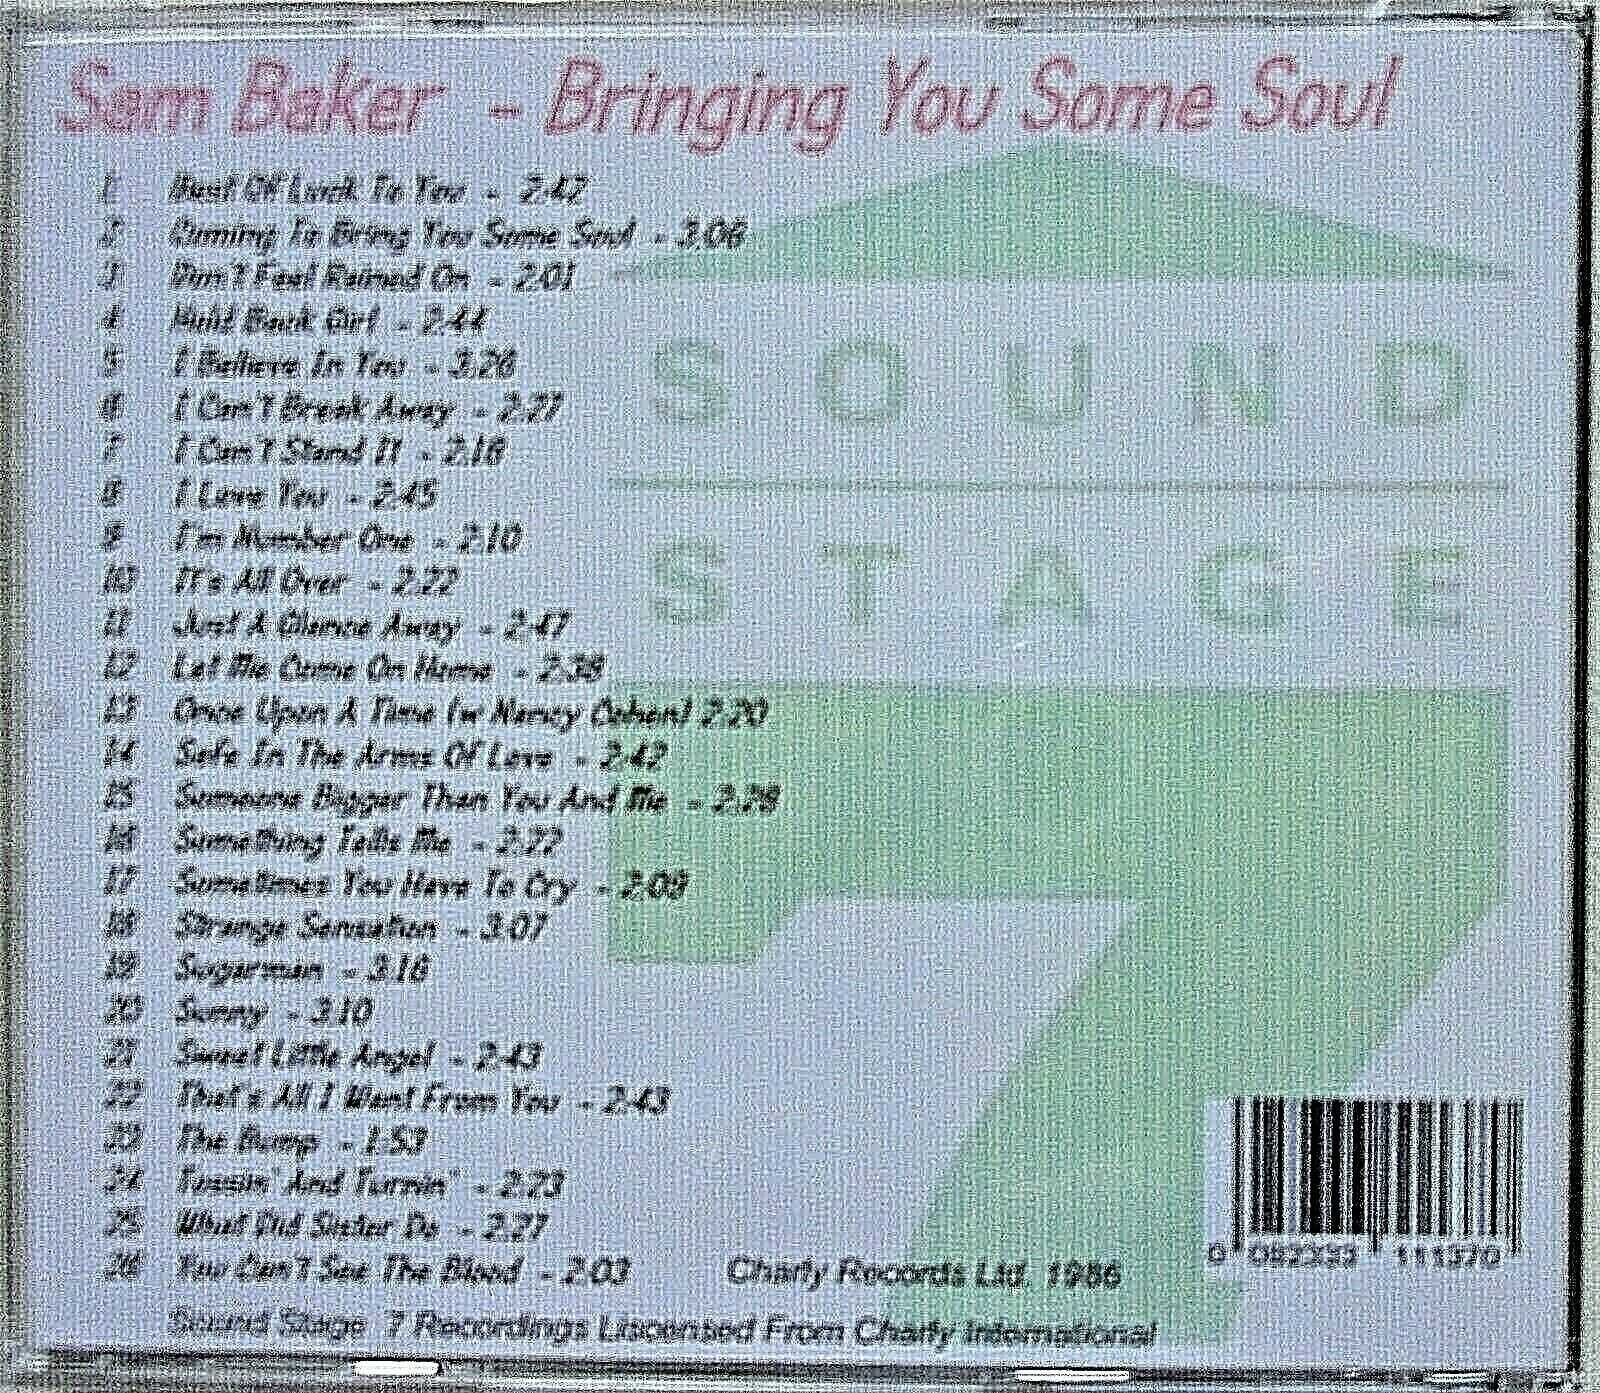 Sam Baker - Bringing You Some Soul
1 Best Of Luck To You - 2:42
2 Coming To Bring You Some Soul - 3:06
3 Don't Feel Rained On - 2:01
4 Hold Back Girl - 2:44
5 I Believe In You - 3:26
6 I Can't Break Away - 2:27
7 I Can't Stand It - 2:18
8 I Love You - 2:45
9 I'm Number One - 2:10
10 It's All Over - 2:22
11 Just A Glance Away - 2:47
12 Let Me Come On Home - 2:38
13 Once Upon A Time (w Nancy Cohen) 2:20
14 Safe In The Arms Of Love - 2:42
15 Someone Bigger Than You And Me - 2:28
16 Something Tells Me - 2:22
17 Sometimes You Have To Cry - 2:09
18 Strange Sensation - 3:07
19 Sugarman - 3:16
20 Sunny - 3:10
21 Sweet Little Angel - 2:43
22 That's All I Want From You - 2:43
23 The Bump - 1:53
24 Tossin' And Turnin' - 2:23
25 What Did Sister Do - 2:27
26 You Can't See The Blood - 2:03
SOUND
STAGE
7
Charly Records Ltd. 1986
Sound Stage 7 Recordings Liscensed From Charly International
0 082333 111370